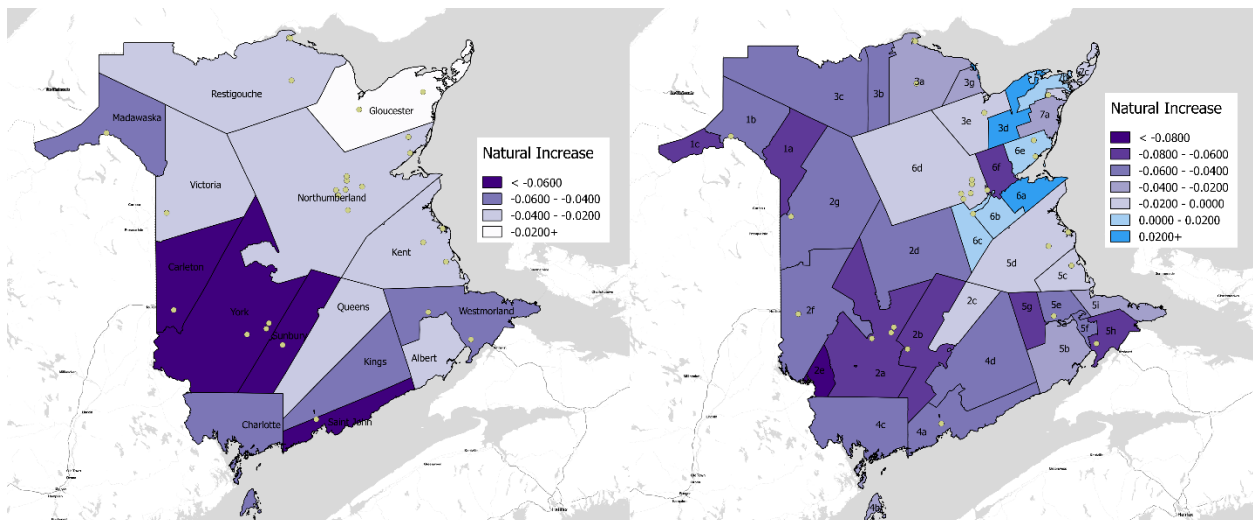 Restigouche
Gloucester
Madawaska
Victoria
Northumberland
Carleton
Kent
York
Sunbury
Queens
Westmorland
Kings
Albert
Charlotte
Saint John
Natural Increase
< -0.0600
-0.0600 - -0.0400
-0.0400 - -0.0200
-0.0200+
3c
3b
3a
3g
2c
1b
3e
3d
7a
1c
1a
6e
6d
6f
2g
6a
6b
6c
2d
5d
5c
2f
2c
2b
5g
5e
5i
5a
5f
5h
2e
2a
4d
5b
4c
4a
4b
Natural Increase
< -0.0800
-0.0800 - -0.0600
-0.0600 - -0.0400
-0.0400 - -0.0200
-0.0200 - 0.0000
0.0000 - 0.0200
0.0200+